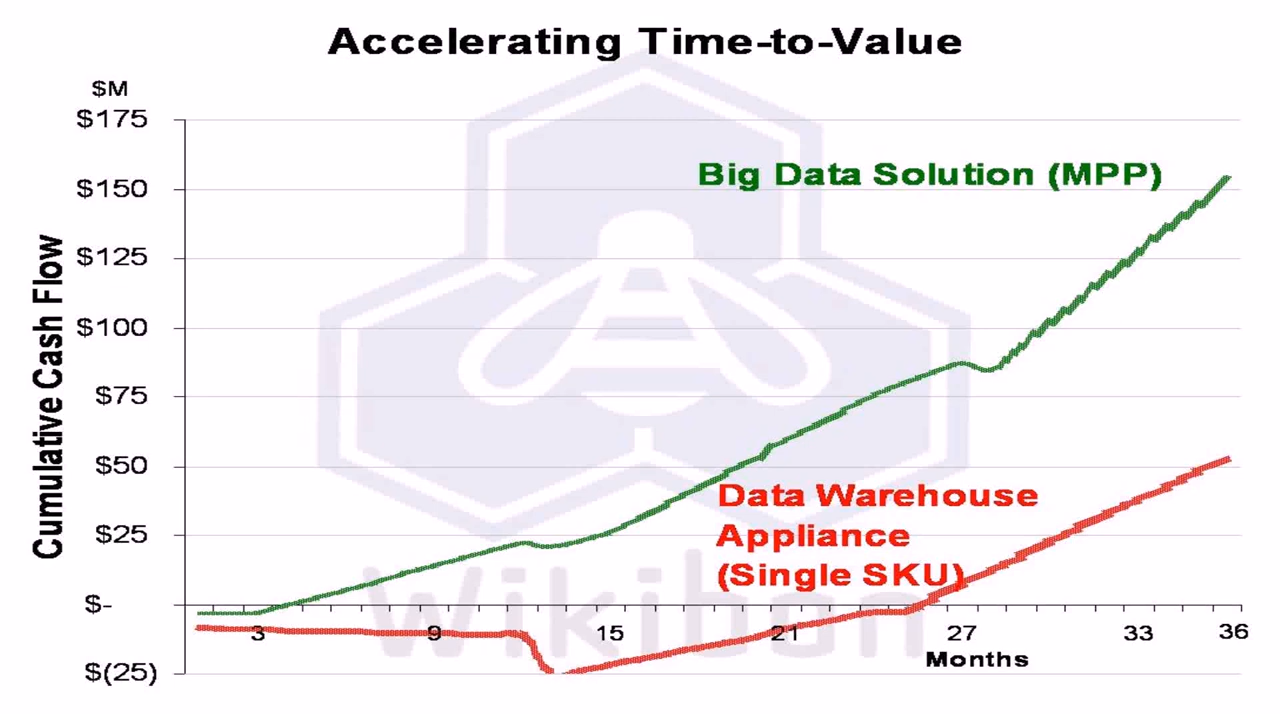 Accelerating Time-to-Value
$M
$175
$150
$125
$100
$75
$50
$25
$-
$(25)
Cumulative Cash Flow
Big Data Solution (MPP)
Data Warehouse
Appliance
(Single SKU)
3 9 15 21 27 33 36
Months
Wikibon